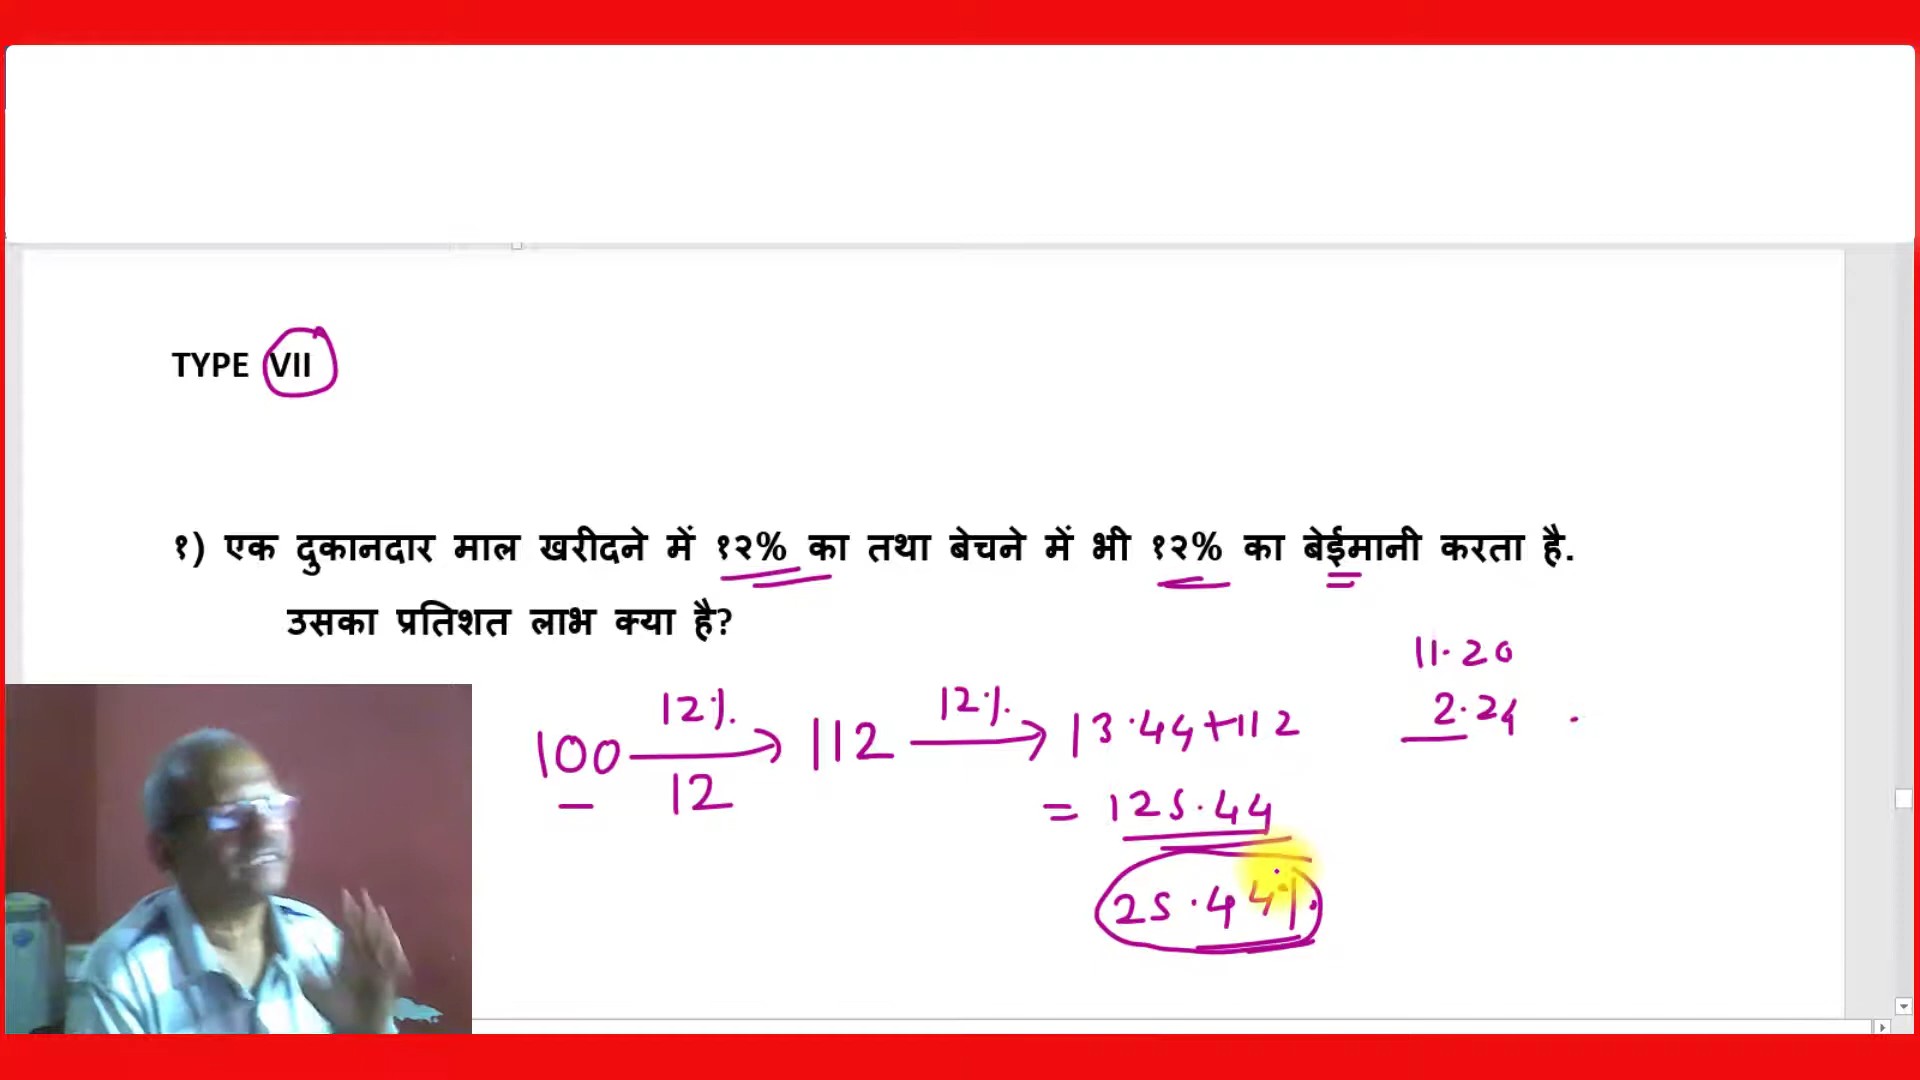 TYPE VII
१) एक दुकानदार माल खरीदने में १२% का तथा बेचने में भी १२% का बेईमानी करता है.
उसका प्रतिशत लाभ क्या है?
11.20
2.24
12%
12%
100 → 112 → 13.44+112
12
= 125.44
25.44%